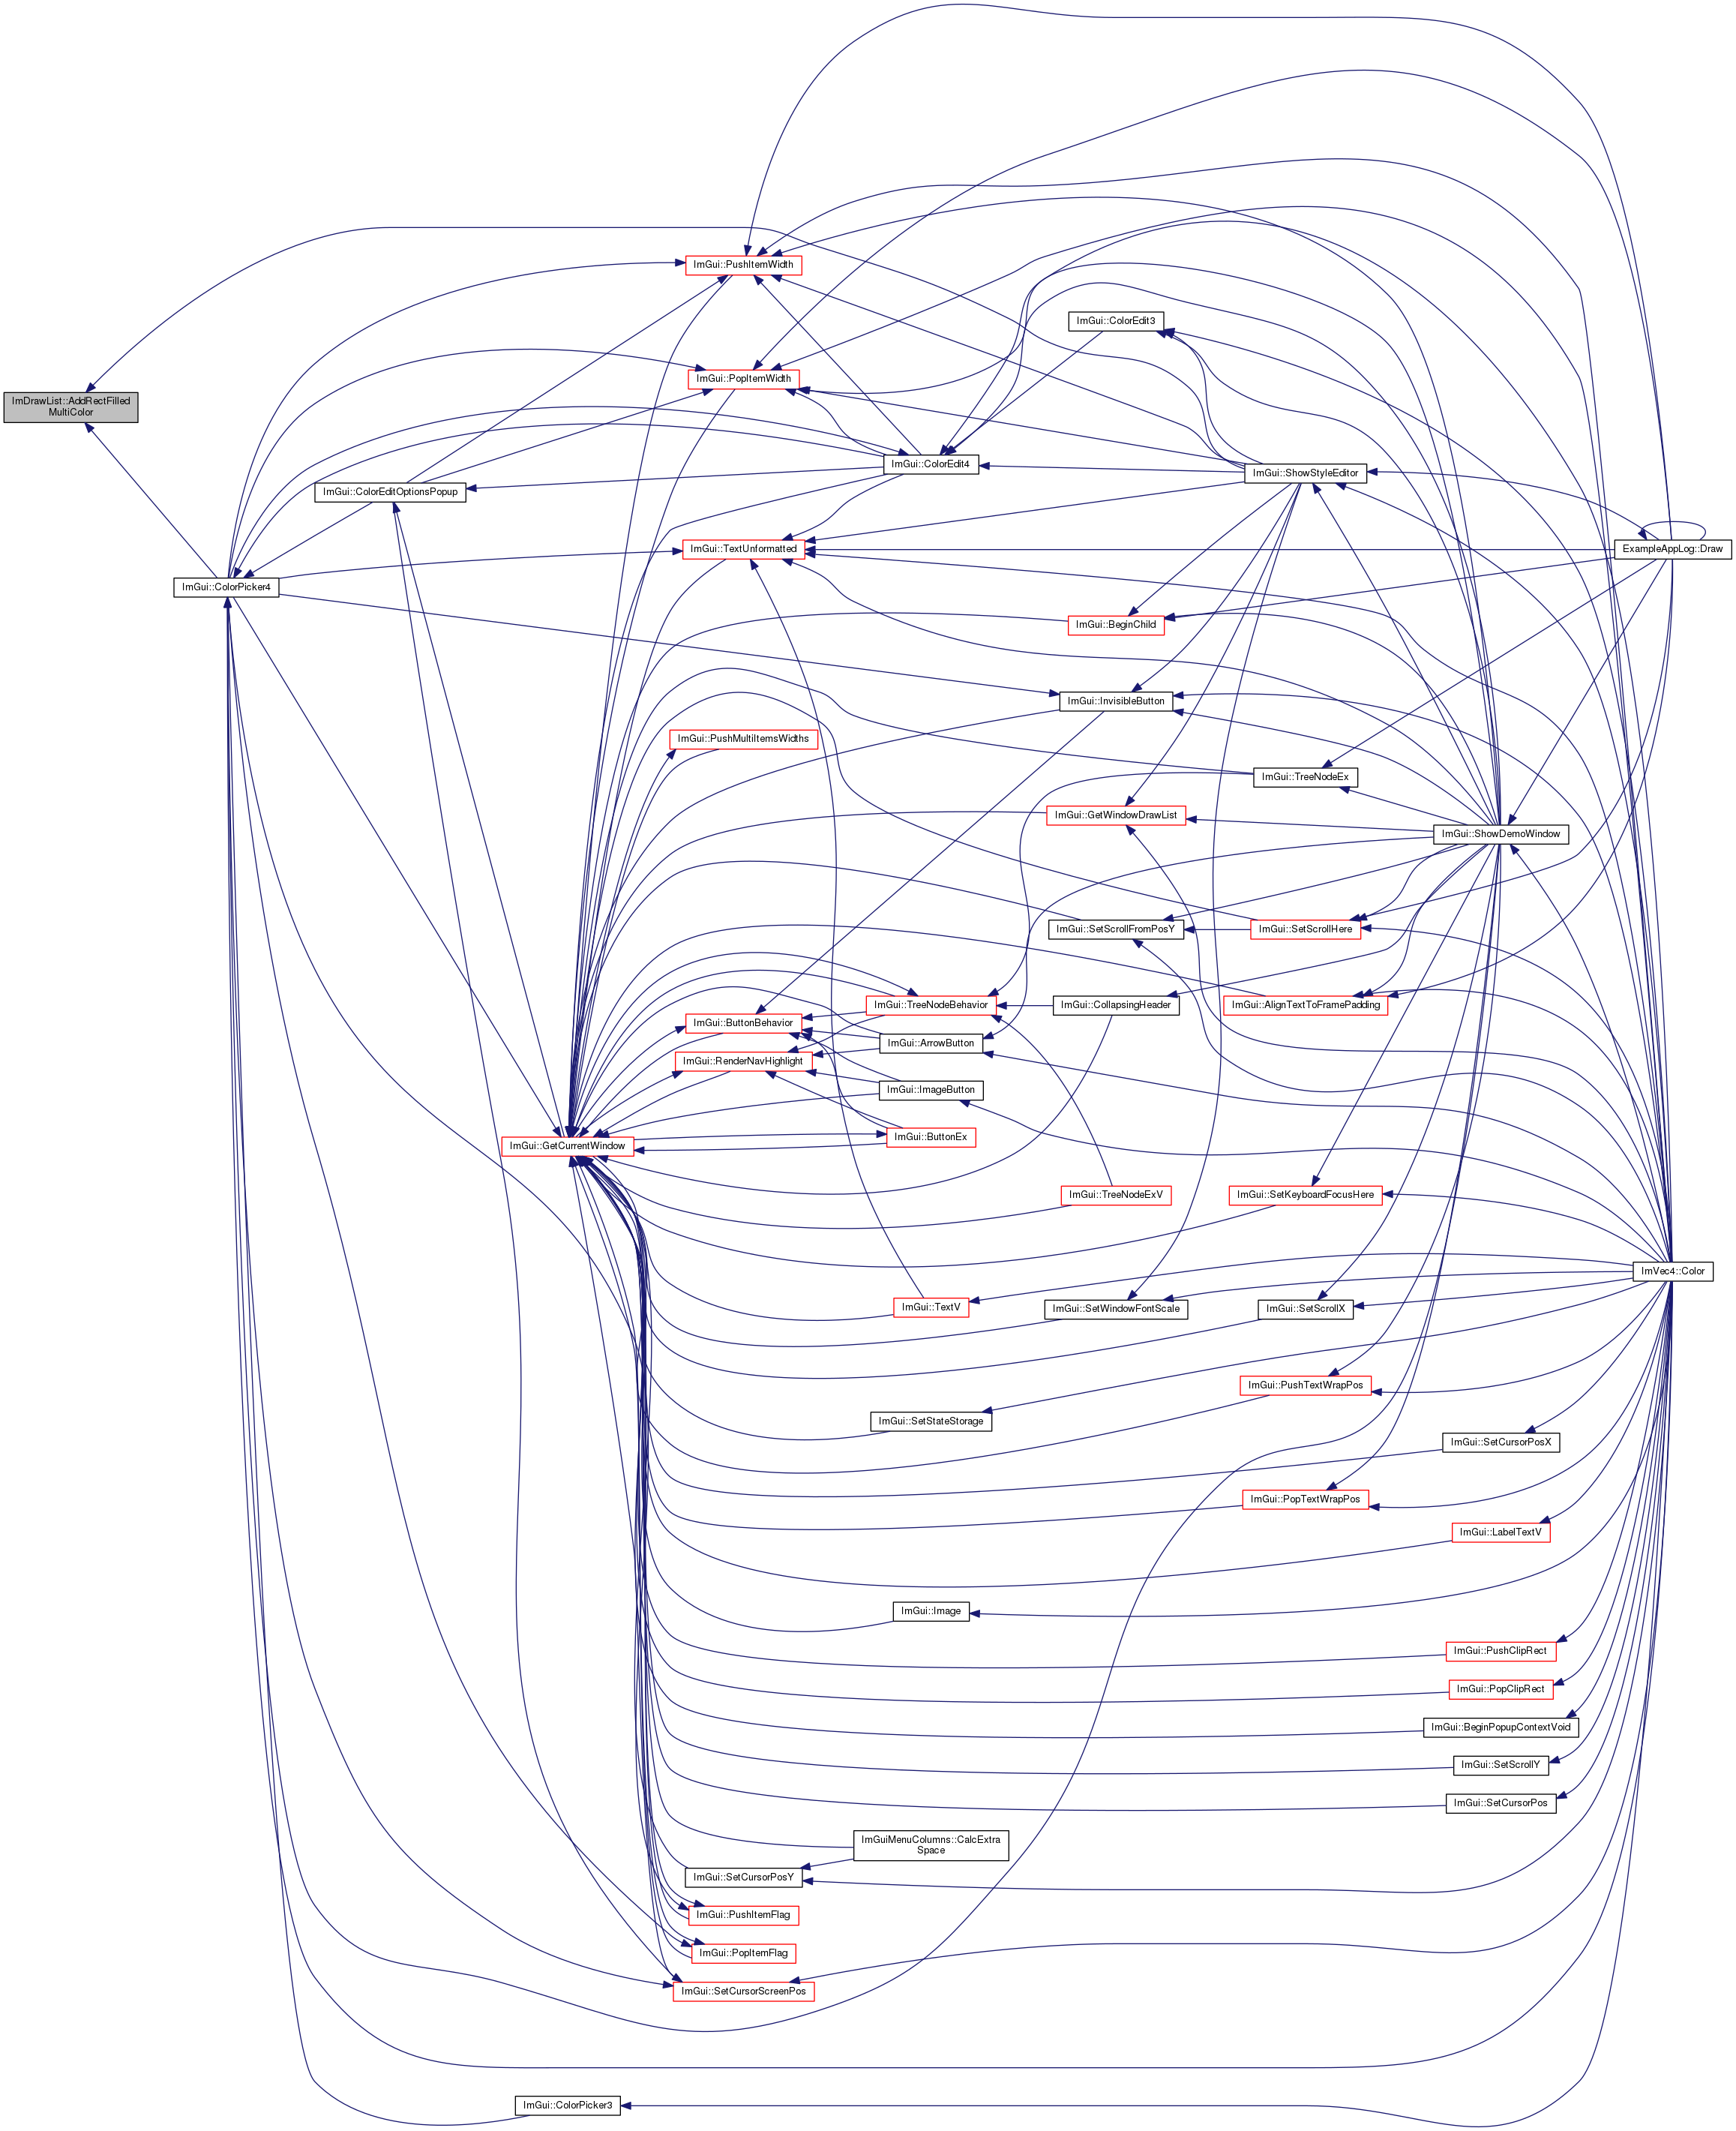 ImGui::PushItemWidth
ImGui::ColorEdit3
ImGui::PopItemWidth
ImDrawList::AddRectFilled
MultiColor
ImGui::ColorEdit4
ImGui::ShowStyleEditor
ImGui::ColorEditOptionsPopup
ImGui::TextUnformatted
ExampleAppLog::Draw
ImGui::ColorPicker4
ImGui::BeginChild
ImGui::InvisibleButton
ImGui::PushMultiItemsWidths
ImGui::TreeNodeEx
ImGui::GetWindowDrawList
ImGui::ShowDemoWindow
ImGui::SetScrollFromPosY
ImGui::SetScrollHere
ImGui::TreeNodeBehavior
ImGui::CollapsingHeader
ImGui::AlignTextToFramePadding
ImGui::ButtonBehavior
ImGui::ArrowButton
ImGui::RenderNavHighlight
ImGui::ImageButton
ImGui::ButtonEx
ImGui::GetCurrentWindow
ImGui::TreeNodeExV
ImGui::SetKeyboardFocusHere
ImVec4::Color
ImGui::TextV
ImGui::SetWindowFontScale
ImGui::SetScrollX
ImGui::PushTextWrapPos
ImGui::SetStateStorage
ImGui::SetCursorPosX
ImGui::PopTextWrapPos
ImGui::LabelTextV
ImGui::Image
ImGui::PushClipRect
ImGui::PopClipRect
ImGui::BeginPopupContextVoid
ImGui::SetScrollY
ImGui::SetCursorPos
ImGuiMenuColumns::CalcExtra
Space
ImGui::SetCursorPosY
ImGui::PushItemFlag
ImGui::PopItemFlag
ImGui::SetCursorScreenPos
ImGui::ColorPicker3